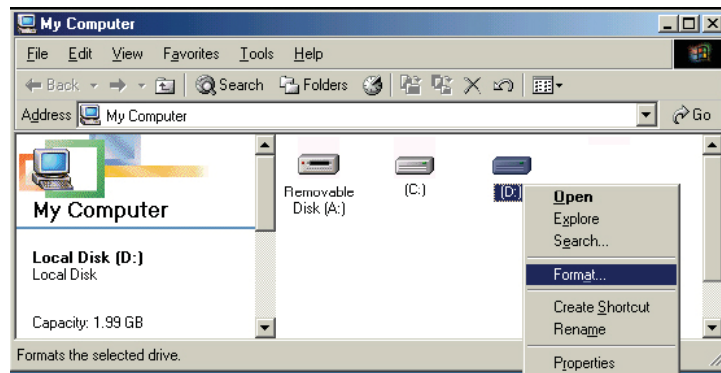 My Computer
File Edit View Favorites Tools Help
Back Search Folders
Address My Computer Go
My Computer
Local Disk (D:)
Local Disk
Capacity: 1.99 GB
Removable
Disk (A:)
(C:)
(D:
Open
Explore
Search...
Format...
Create Shortcut
Rename
Properties
Formats the selected drive.